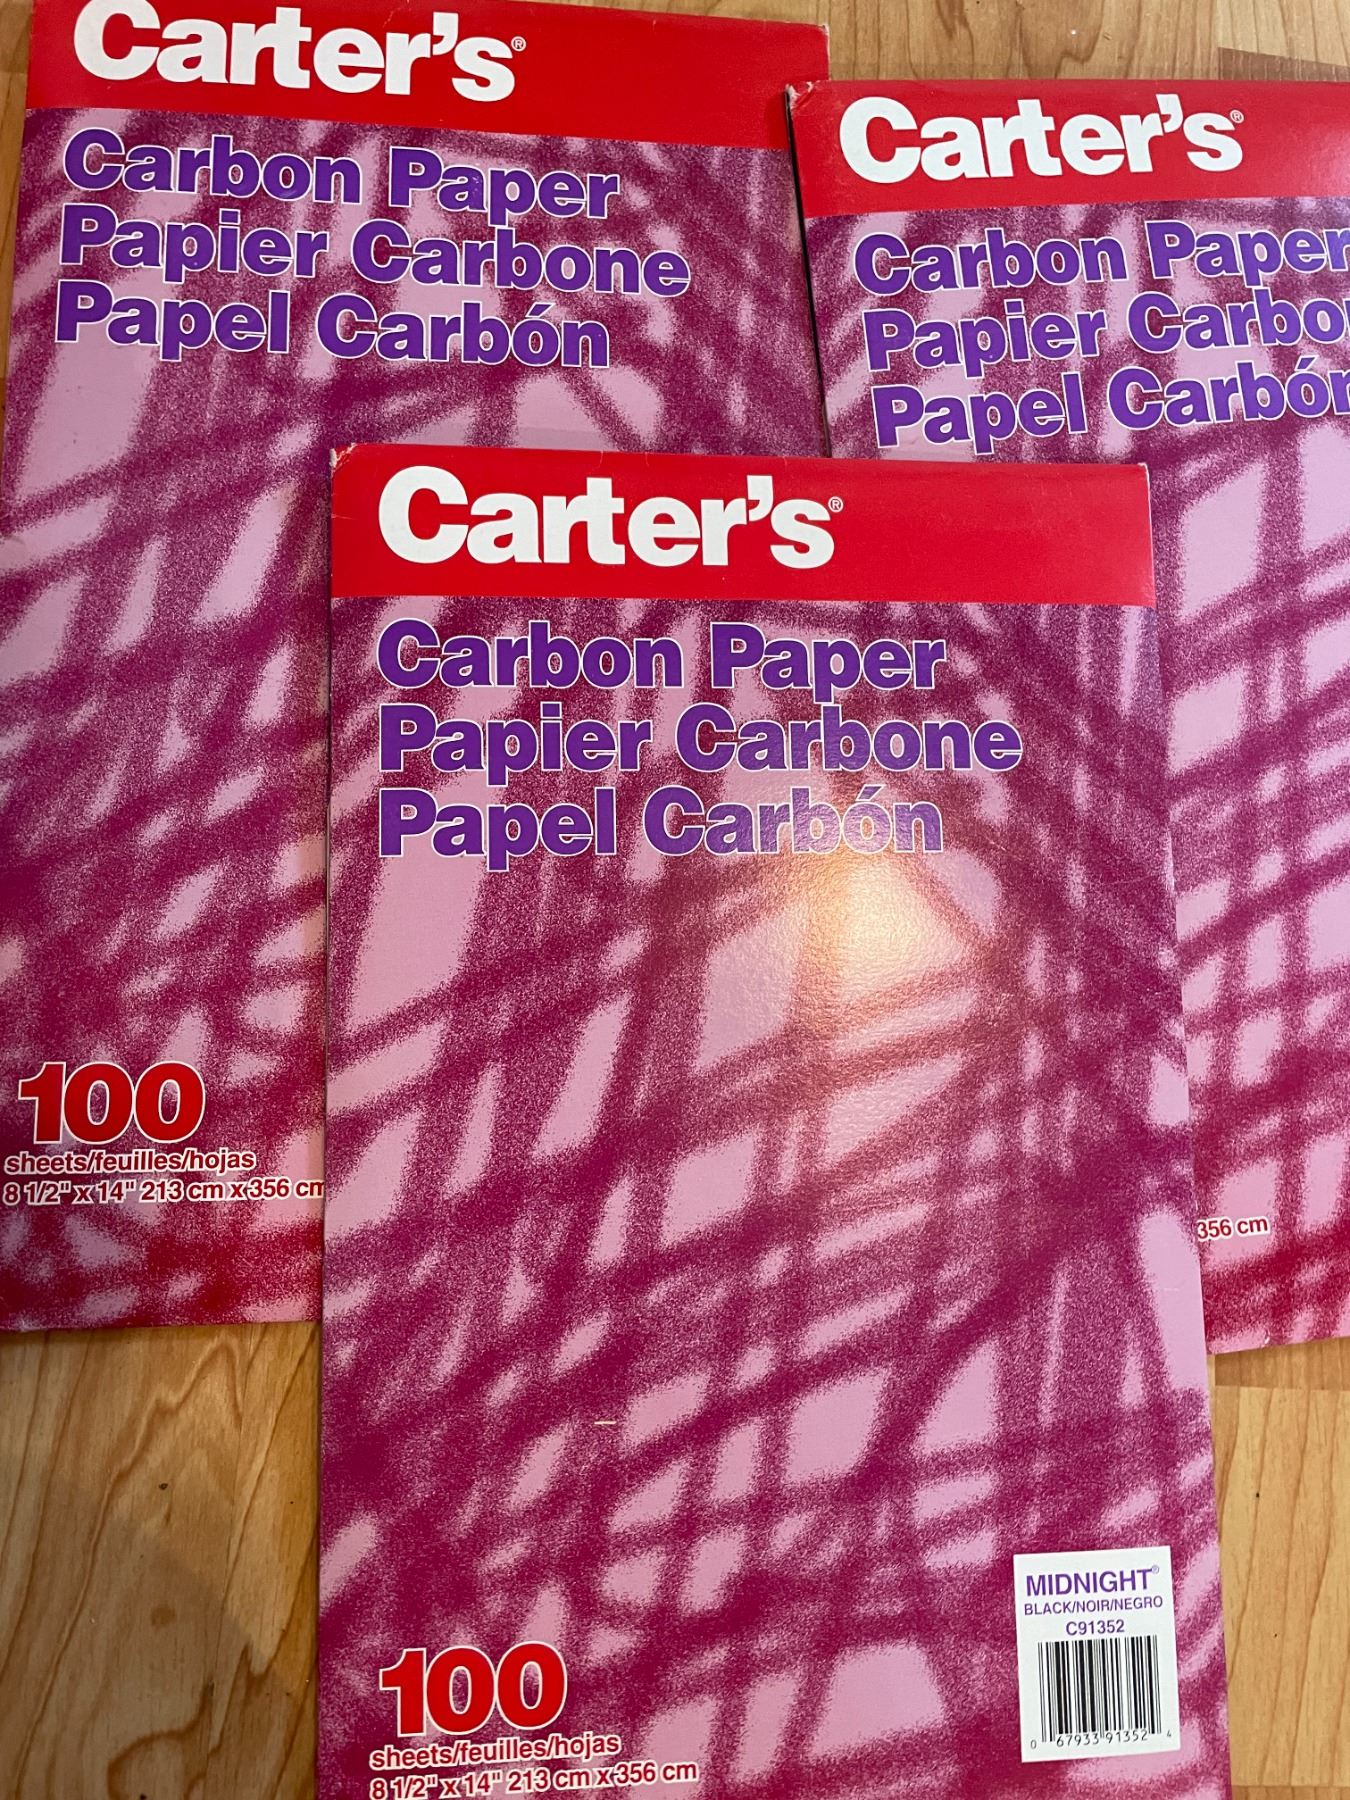 Carter's®
Carbon Paper
Papier Carbone
Papel Carbón
100
sheets/feuilles/hojas
8 1/2" x 14" 213 cm x 356 cm
Carter's®
Carbon Paper
Papier Carbo
Papel Carbón
356 cm
Carter's®
Carbon Paper
Papier Carbone
Papel Carbón
100
sheets/feuilles/hojas
8 1/2" x 14" 213 cm x 356 cm
MIDNIGHT®
BLACK/NOIR/NEGRO
C91352
0 67933 91352 4